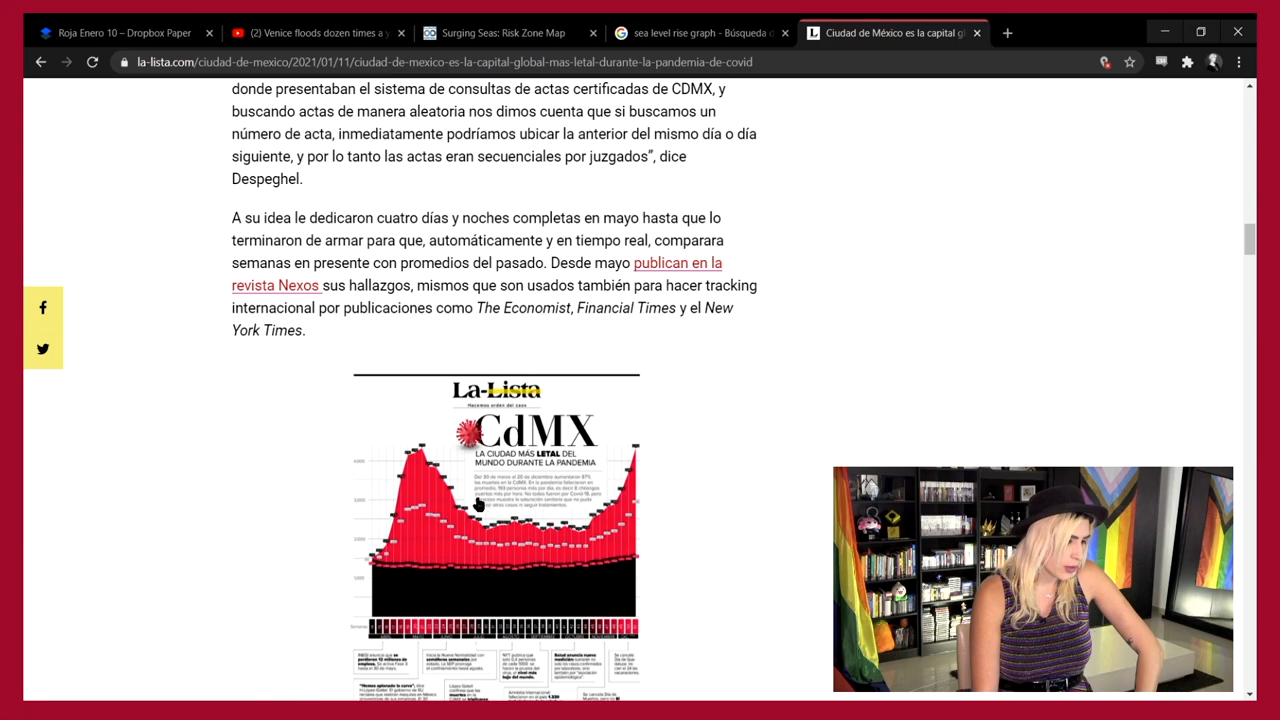 Roja Enero 10 – Dropbox Paper
(2) Venice floods dozen times a y
Surging Seas: Risk Zone Map
sea level rise graph - Búsqueda d
Ciudad de México es la capital gl
la-lista.com/ciudad-de-mexico/2021/01/11/ciudad-de-mexico-es-la-capital-global-mas-letal-durante-la-pandemia-de-covid
donde presentaban el sistema de consultas de actas certificadas de CDMX, y
buscando actas de manera aleatoria nos dimos cuenta que si buscamos un
número de acta, inmediatamente podríamos ubicar la anterior del mismo día o día
siguiente, y por lo tanto las actas eran secuenciales por juzgados”, dice
Despeghel.
A su idea le dedicaron cuatro días y noches completas en mayo hasta que lo
terminaron de armar para que, automáticamente y en tiempo real, comparara
semanas en presente con promedios del pasado. Desde mayo publican en la
revista Nexos sus hallazgos, mismos que son usados también para hacer tracking
internacional por publicaciones como The Economist, Financial Times y el New
York Times.
La-Lista
Hacemos orden del caos
CdMX
LA CIUDAD MÁS LETAL DEL
MUNDO DURANTE LA PANDEMIA